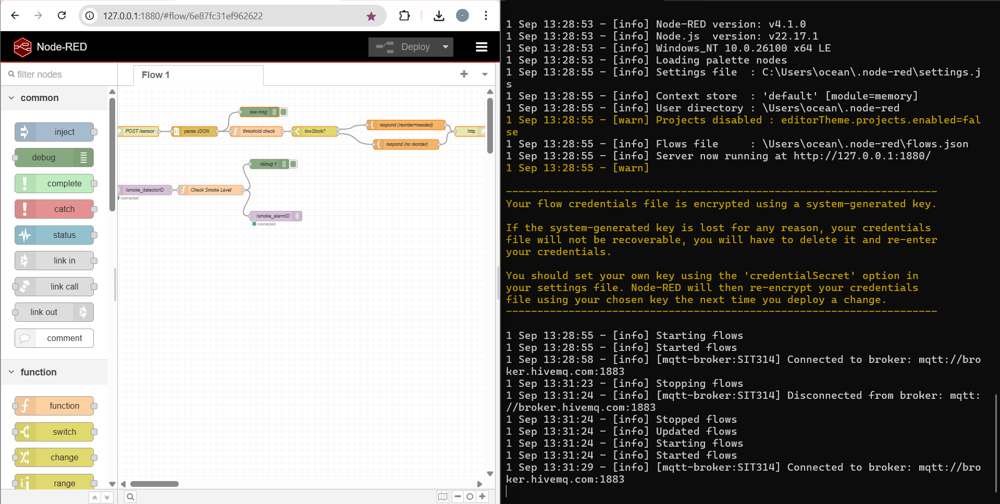 127.0.0.1:1880/#flow/6e87fc31ef962622
Node-RED
Deploy
filter nodes
Flow 1
common
inject
debug
complete
catch
status
link in
link call
link out
comment
function
function
switch
change
range
see msg
POST /sensor
parse JSON
threshold check
lowStock?
respond (reorder=needed)
respond (no reorder)
http
debug 1
/smoke_detectorID
connected
Check Smoke Level
/smoke_alarmID
connected
1 Sep 13:28:53 - [info] Node-RED version: v4.1.0
1 Sep 13:28:53 - [info] Node.js  version: v22.17.1
1 Sep 13:28:53 - [info] Windows_NT 10.0.26100 x64 LE
1 Sep 13:28:53 - [info] Loading palette nodes
1 Sep 13:28:55 - [info] Settings file  : C:\Users\ocean\.node-red\settings.j
s
1 Sep 13:28:55 - [info] Context store  : 'default' [module=memory]
1 Sep 13:28:55 - [info] User directory : \Users\ocean\.node-red
1 Sep 13:28:55 - [warn] Projects disabled : editorTheme.projects.enabled=fal
se
1 Sep 13:28:55 - [info] Flows file     : \Users\ocean\.node-red\flows.json
1 Sep 13:28:55 - [info] Server now running at http://127.0.0.1:1880/
1 Sep 13:28:55 - [warn]
---------------------------------------------------------------------
Your flow credentials file is encrypted using a system-generated key.
If the system-generated key is lost for any reason, your credentials
file will not be recoverable, you will have to delete it and re-enter
your credentials.
You should set your own key using the 'credentialSecret' option in
your settings file. Node-RED will then re-encrypt your credentials
file using your chosen key the next time you deploy a change.
---------------------------------------------------------------------
1 Sep 13:28:55 - [info] Starting flows
1 Sep 13:28:55 - [info] Started flows
1 Sep 13:28:58 - [info] [mqtt-broker:SIT314] Connected to broker: mqtt://bro
ker.hivemq.com:1883
1 Sep 13:31:23 - [info] Stopping flows
1 Sep 13:31:24 - [info] [mqtt-broker:SIT314] Disconnected from broker: mqtt:
//broker.hivemq.com:1883
1 Sep 13:31:24 - [info] Stopped flows
1 Sep 13:31:24 - [info] Updated flows
1 Sep 13:31:24 - [info] Starting flows
1 Sep 13:31:24 - [info] Started flows
1 Sep 13:31:29 - [info] [mqtt-broker:SIT314] Connected to broker: mqtt://bro
ker.hivemq.com:1883